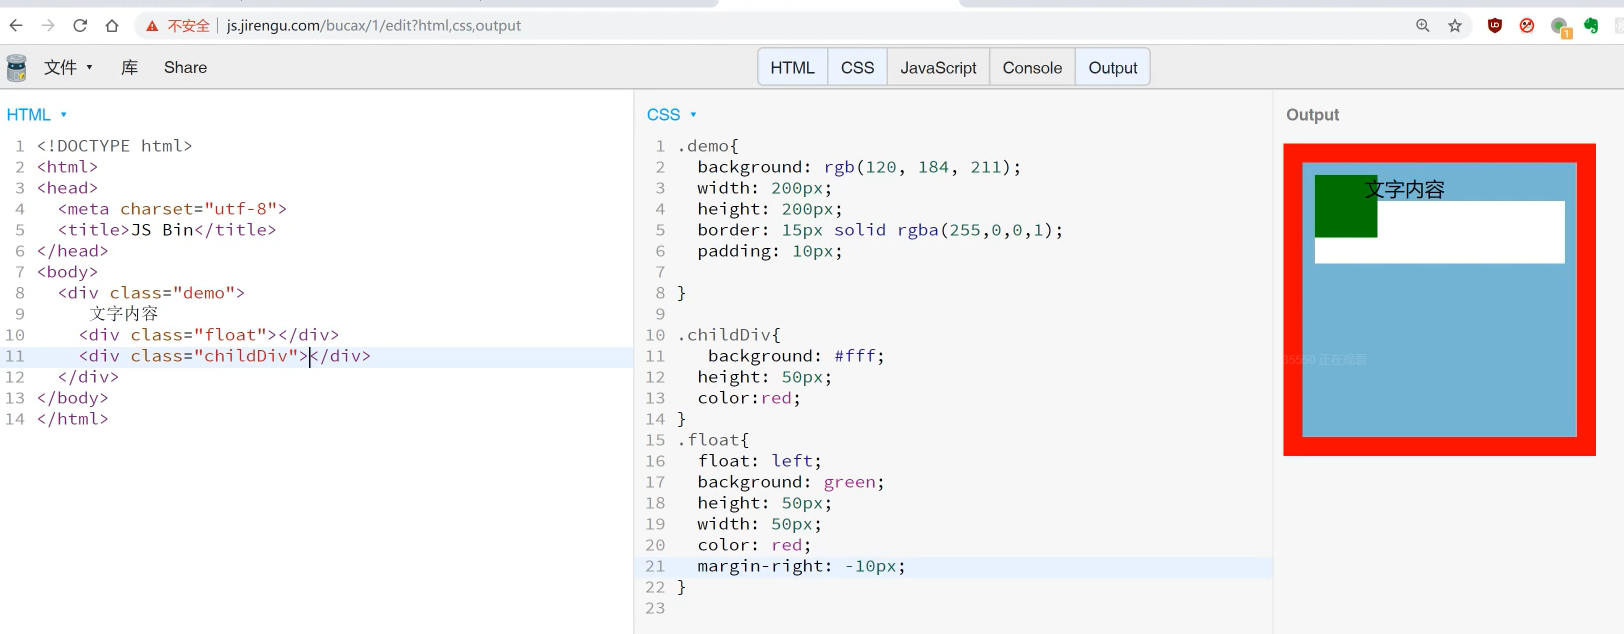 不安全 js.jirengu.com/bucax/1/edit?html,css,output
1
文件 库 Share HTML CSS JavaScript Console Output
HTML
1 <!DOCTYPE html>
2 <html>
3 <head>
4 <meta charset="utf-8">
5 <title>JS Bin</title>
6 </head>
7 <body>
8 <div class="demo">
9 文字内容
10 <div class="float"></div>
11 <div class="childDiv"></div>
12 </div>
13 </body>
14 </html>
CSS
1 .demo{
2 background: rgb(120, 184, 211);
3 width: 200px;
4 height: 200px;
5 border: 15px solid rgba(255,0,0,1);
6 padding: 10px;
7
8 }
9
10 .childDiv{
11 background: #fff;
12 height: 50px;
13 color:red;
14 }
15 .float{
16 float: left;
17 background: green;
18 height: 50px;
19 width: 50px;
20 color: red;
21 margin-right: -10px;
22 }
23
Output
文字内容